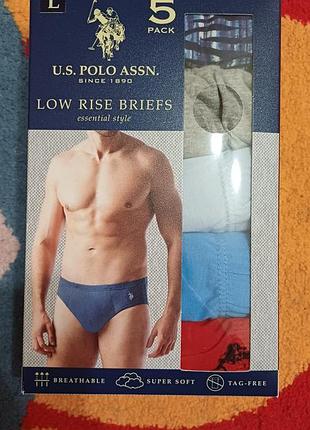 L
5
PACK
U.S. POLO ASSN.
SINCE 1890
LOW RISE BRIEFS
essential style
BREATHABLE
SUPER SOFT
TAG-FREE